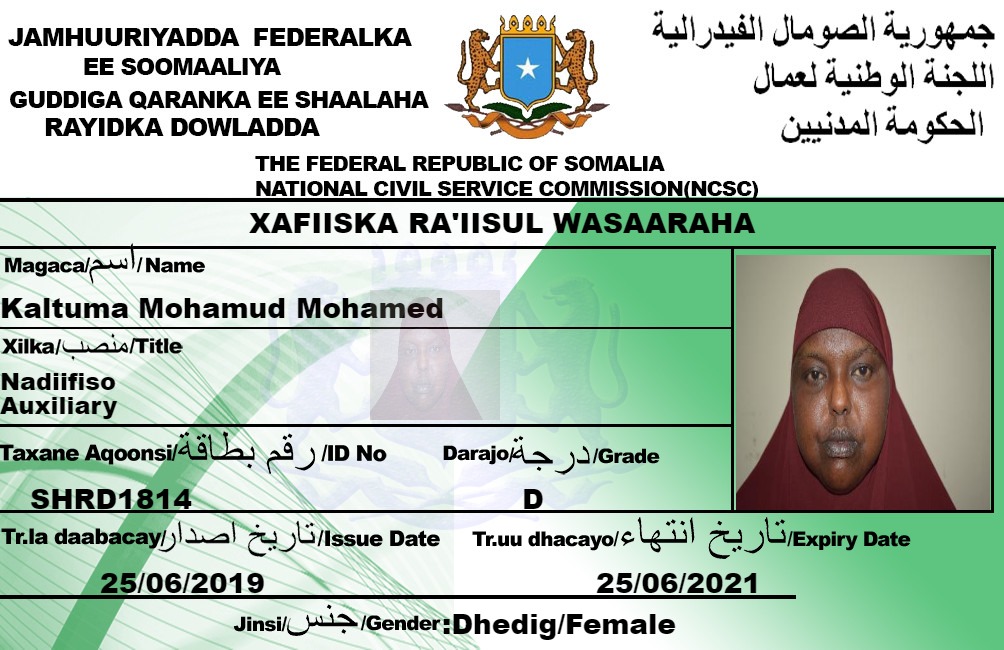 JAMHUURIYADDA FEDERALKA
EE SOOMAALIYA
GUDDIGA QARANKA EE SHAALAHA
RAYIDKA DOWLADDA
جمهورية الصومال الفيدرالية
اللجنة الوطنية لعمال
الحكومة المدنيين
THE FEDERAL REPUBLIC OF SOMALIA
NATIONAL CIVIL SERVICE COMMISSION(NCSC)
XAFIISKA RA'IISUL WASAARAHA
Magaca/اسم/Name
Kaltuma Mohamud Mohamed
Xilka/منصب/Title
Nadiifiso
Auxiliary
Taxane Aqoonsi/رقم بطاقة/ID No Darajo/درجة/Grade
SHRD1814 D
Tr.la daabacay/تاريخ اصدار/Issue Date Tr.uu dhacayo/تاريخ انتهاء/Expiry Date
25/06/2019 25/06/2021
Jinsi/جنس/Gender:Dhedig/Female